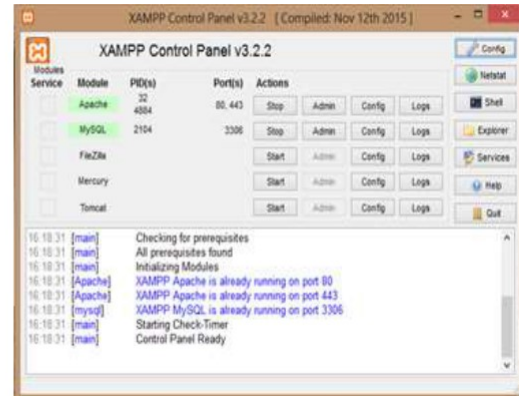 XAMPP Control Panel v3.2.2 [ Compiled: Nov 12th 2015 ]
XAMPP Control Panel v3.2.2
Config
Modules
Service Module PID(s) Port(s) Actions
Netstat
Apache 32 4884 80, 443 Stop Admin Config Logs
Shell
MySQL 2104 3306 Stop Admin Config Logs
Explorer
FileZilla Start Admin Config Logs
Services
Mercury Start Admin Config Logs
Help
Tomcat Start Admin Config Logs
Quit
16:18:31 [main] Checking for prerequisites
16:18:31 [main] All prerequisites found
16:18:31 [main] Initializing Modules
16:18:31 [Apache] XAMPP Apache is already running on port 80
16:18:31 [Apache] XAMPP Apache is already running on port 443
16:18:31 [mysql] XAMPP MySQL is already running on port 3306
16:18:31 [main] Starting Check-Timer
16:18:31 [main] Control Panel Ready